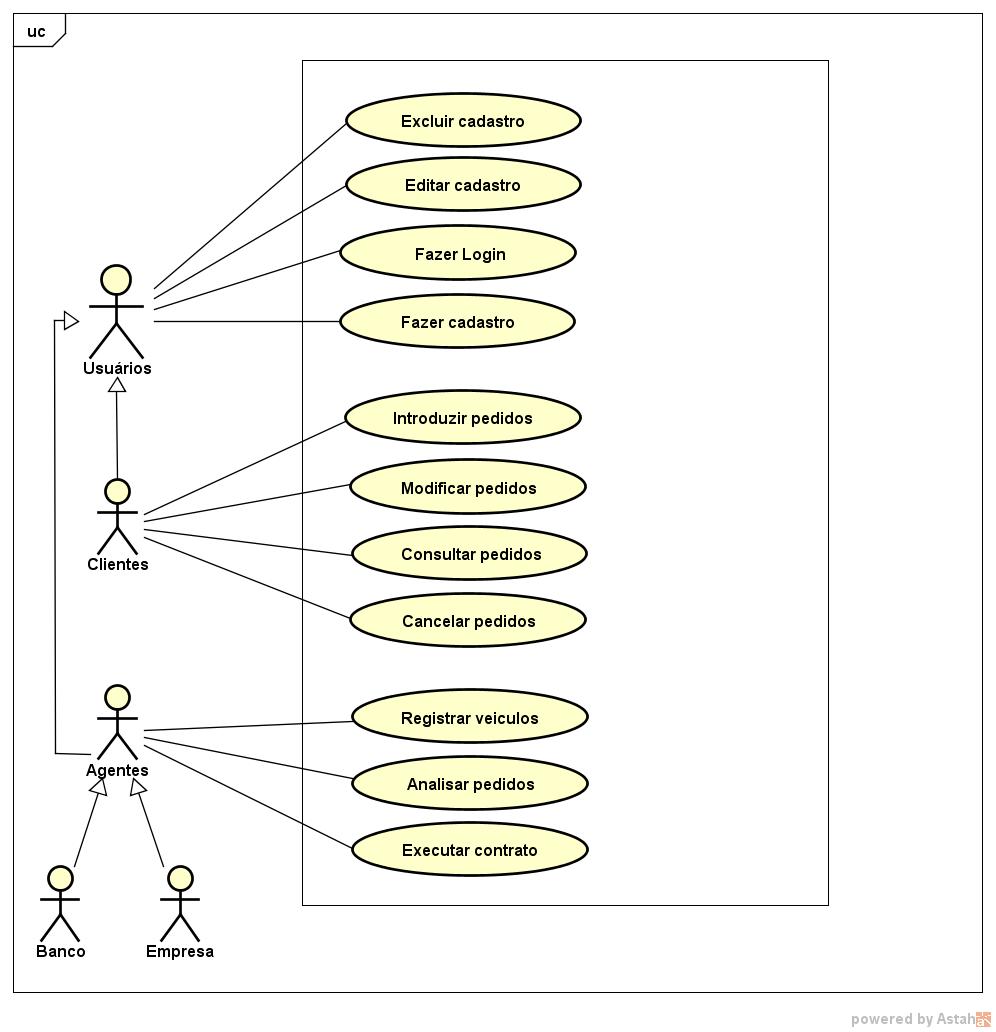 uc
Excluir cadastro
Editar cadastro
Fazer Login
Fazer cadastro
Usuários
Introduzir pedidos
Modificar pedidos
Consultar pedidos
Clientes
Cancelar pedidos
Registrar veiculos
Agentes
Analisar pedidos
Executar contrato
Banco
Empresa
powered by Astah